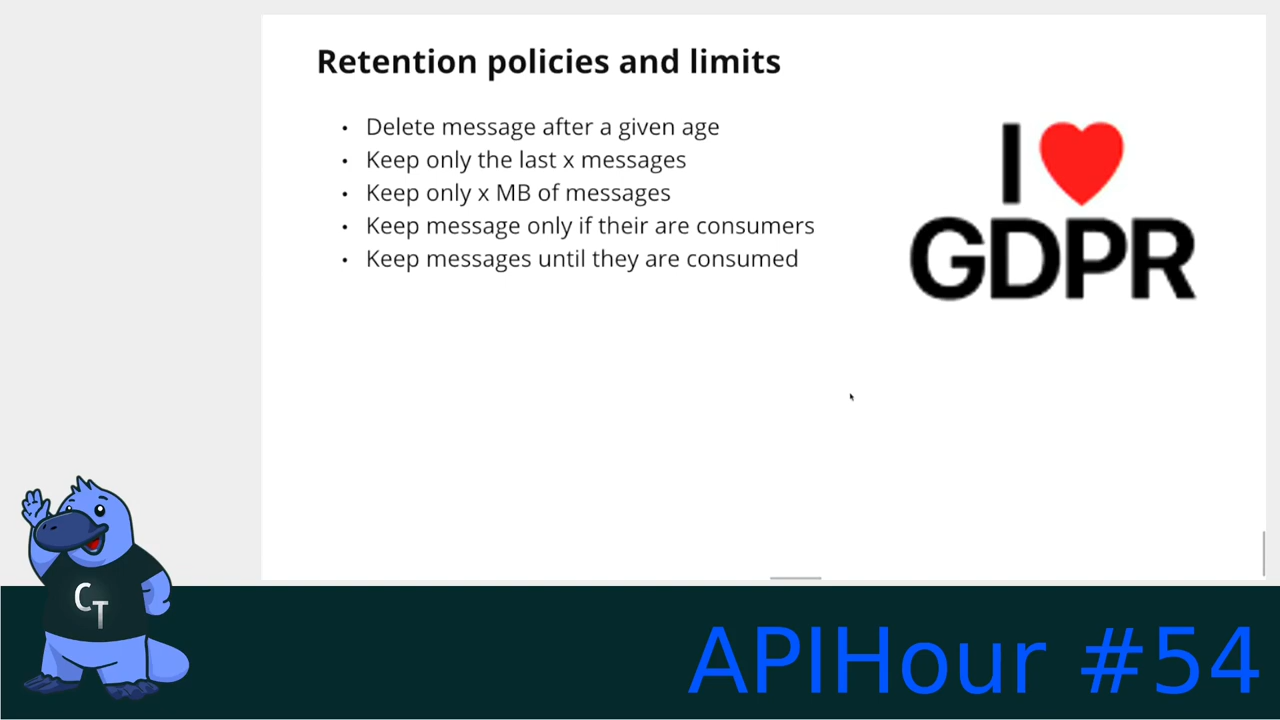 Retention policies and limits
• Delete message after a given age
• Keep only the last x messages
• Keep only x MB of messages
• Keep message only if their are consumers
• Keep messages until they are consumed
I ❤
GDPR
CT
APIHour #54